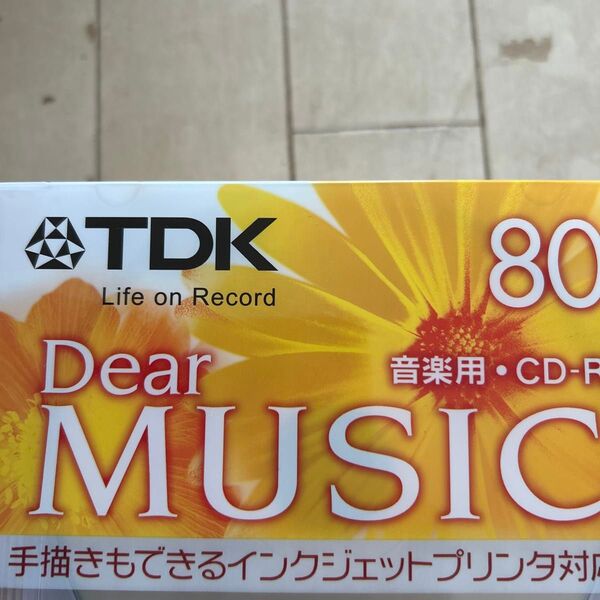 TDK
Life on Record
80
Dear
音楽用・CD-R
MUSIC
手描きもできるインクジェットプリンタ対応